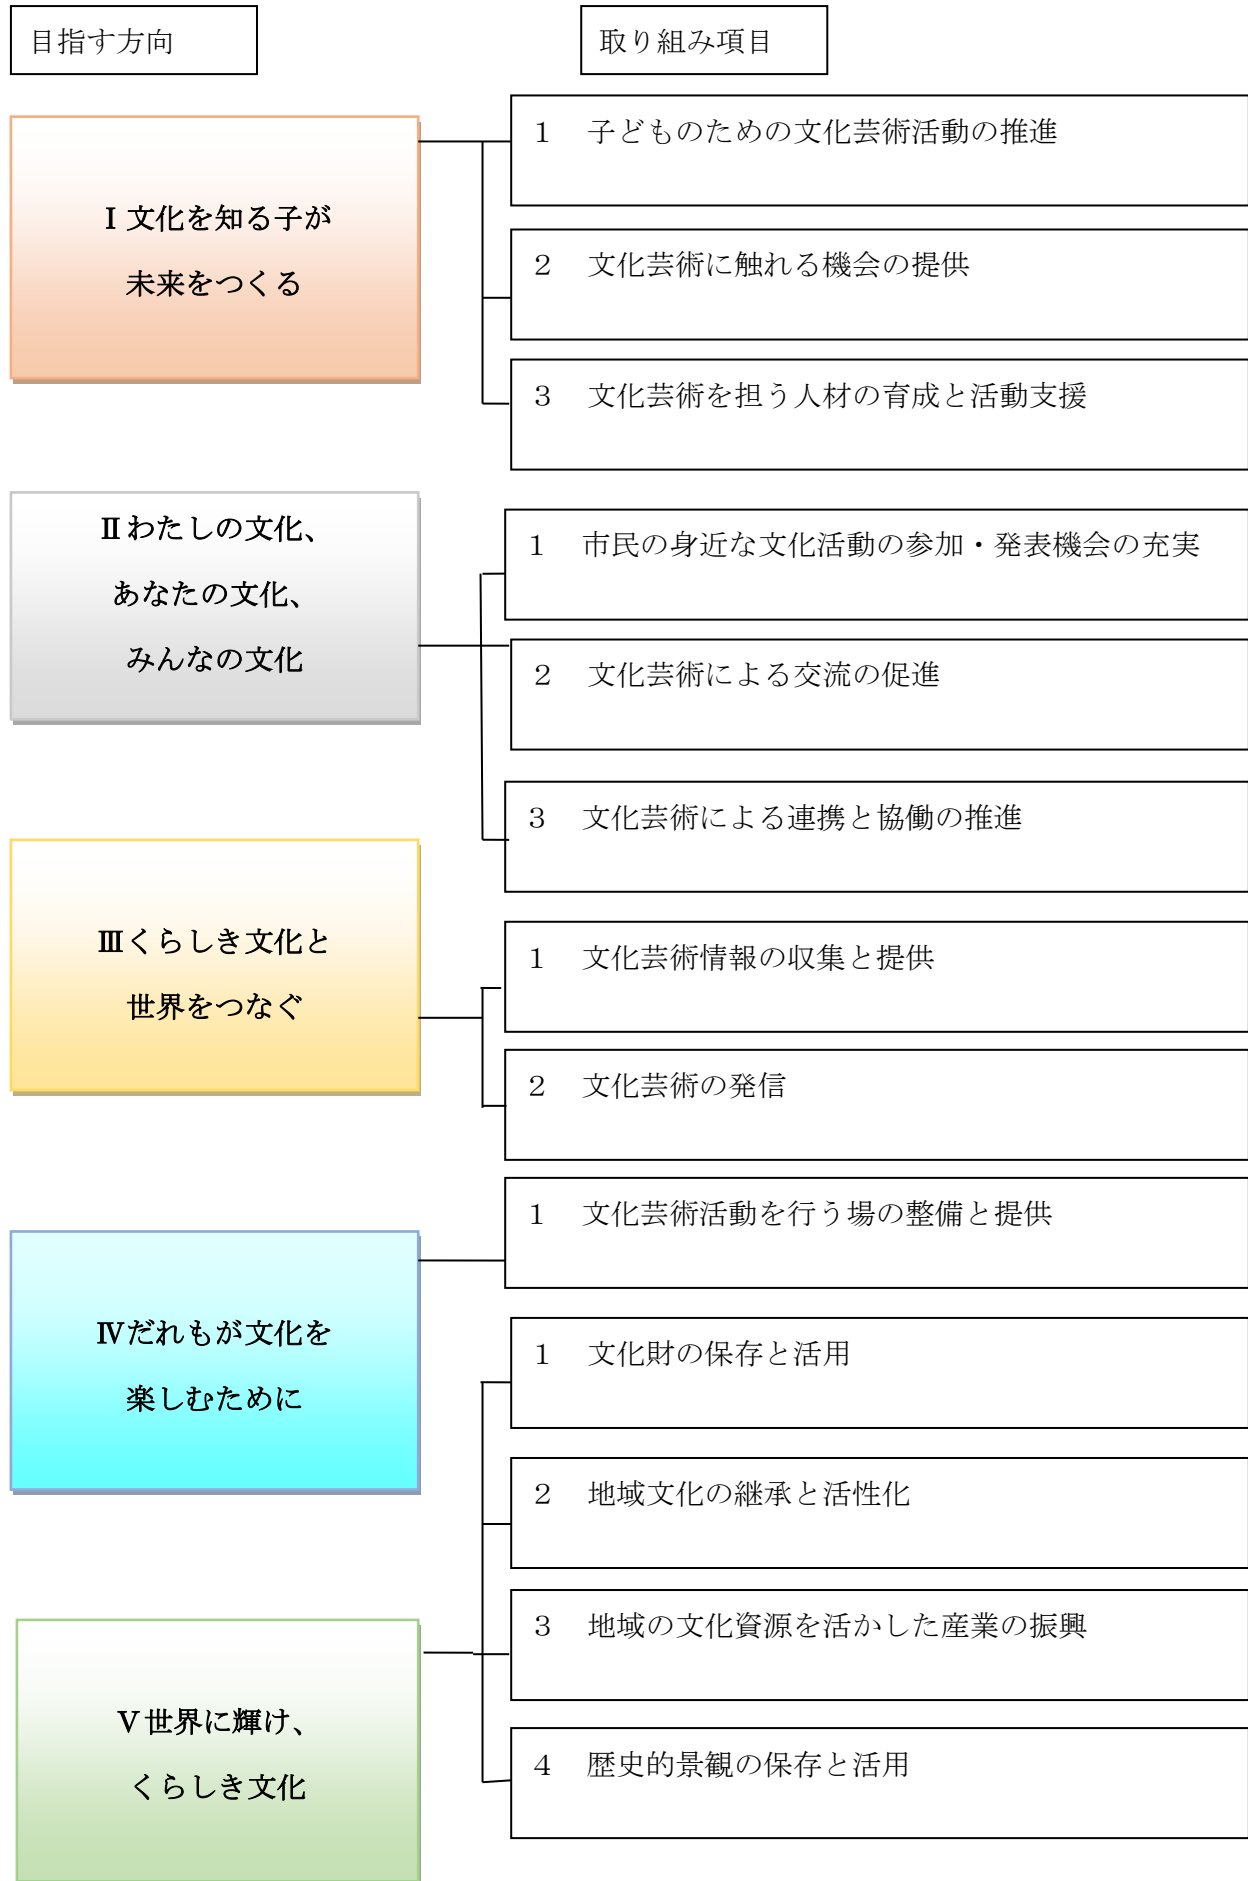 目指す方向
取り組み項目
Ⅰ 文化を知る子が
未来をつくる
１　子どものための文化芸術活動の推進
２　文化芸術に触れる機会の提供
３　文化芸術を担う人材の育成と活動支援
Ⅱわたしの文化、
あなたの文化、
みんなの文化
１　市民の身近な文化活動の参加・発表機会の充実
２　文化芸術による交流の促進
３　文化芸術による連携と協働の推進
Ⅲくらしき文化と
世界をつなぐ
１　文化芸術情報の収集と提供
２　文化芸術の発信
Ⅳだれもが文化を
楽しむために
１　文化芸術活動を行う場の整備と提供
Ⅴ世界に輝け、
くらしき文化
１　文化財の保存と活用
２　地域文化の継承と活性化
３　地域の文化資源を活かした産業の振興
４　歴史的景観の保存と活用